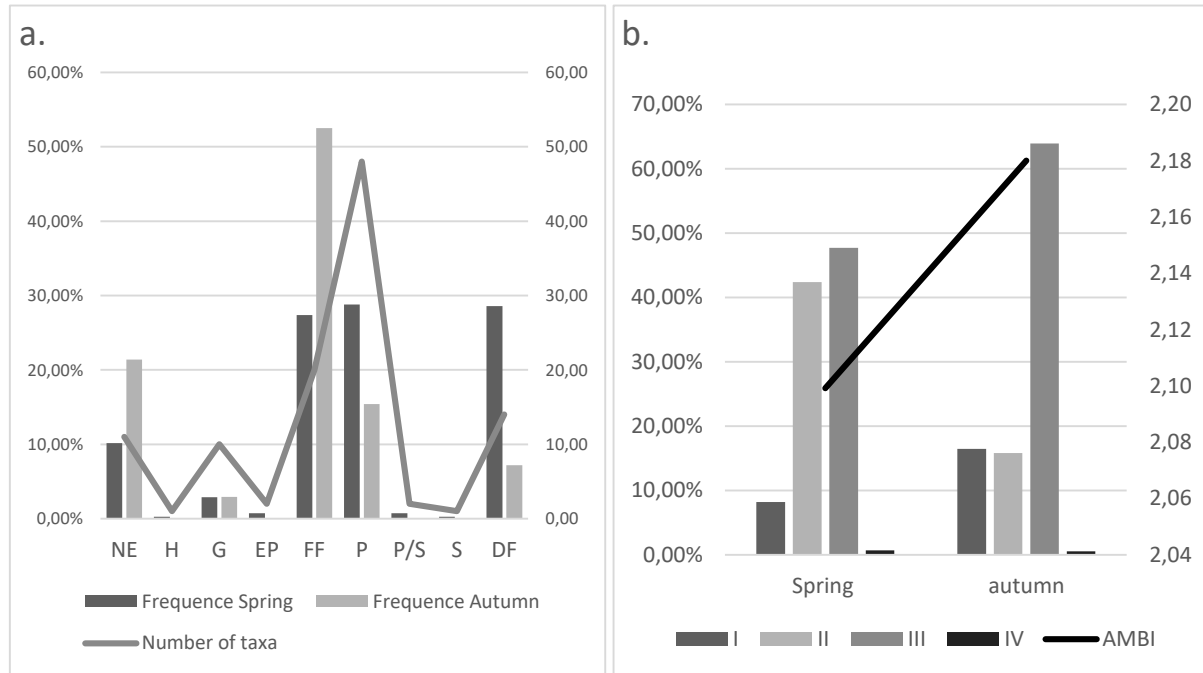 a.
60,00% 60,00
50,00% 50,00
40,00% 40,00
30,00% 30,00
20,00% 20,00
10,00% 10,00
0,00% 0,00
NE H G EP FF P P/S S DF
Frequence Spring Frequence Autumn
Number of taxa
b.
70,00% 2,20
60,00% 2,18
50,00% 2,16
40,00% 2,14
30,00% 2,12
20,00% 2,10
10,00% 2,08
0,00% 2,06
2,04
Spring autumn
I II III IV AMBI